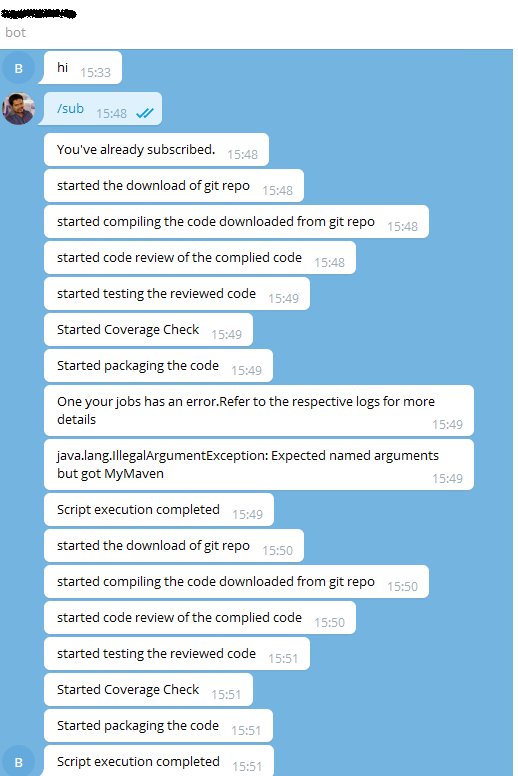 bot
B
hi 15:33
/sub 15:48
You've already subscribed. 15:48
started the download of git repo 15:48
started compiling the code downloaded from git repo 15:48
started code review of the complied code 15:48
started testing the reviewed code 15:49
Started Coverage Check 15:49
Started packaging the code 15:49
One your jobs has an error.Refer to the respective logs for more
details 15:49
java.lang.IllegalArgumentException: Expected named arguments
but got MyMaven 15:49
Script execution completed 15:49
started the download of git repo 15:50
started compiling the code downloaded from git repo 15:50
started code review of the complied code 15:50
started testing the reviewed code 15:51
Started Coverage Check 15:51
Started packaging the code 15:51
B
Script execution completed 15:51